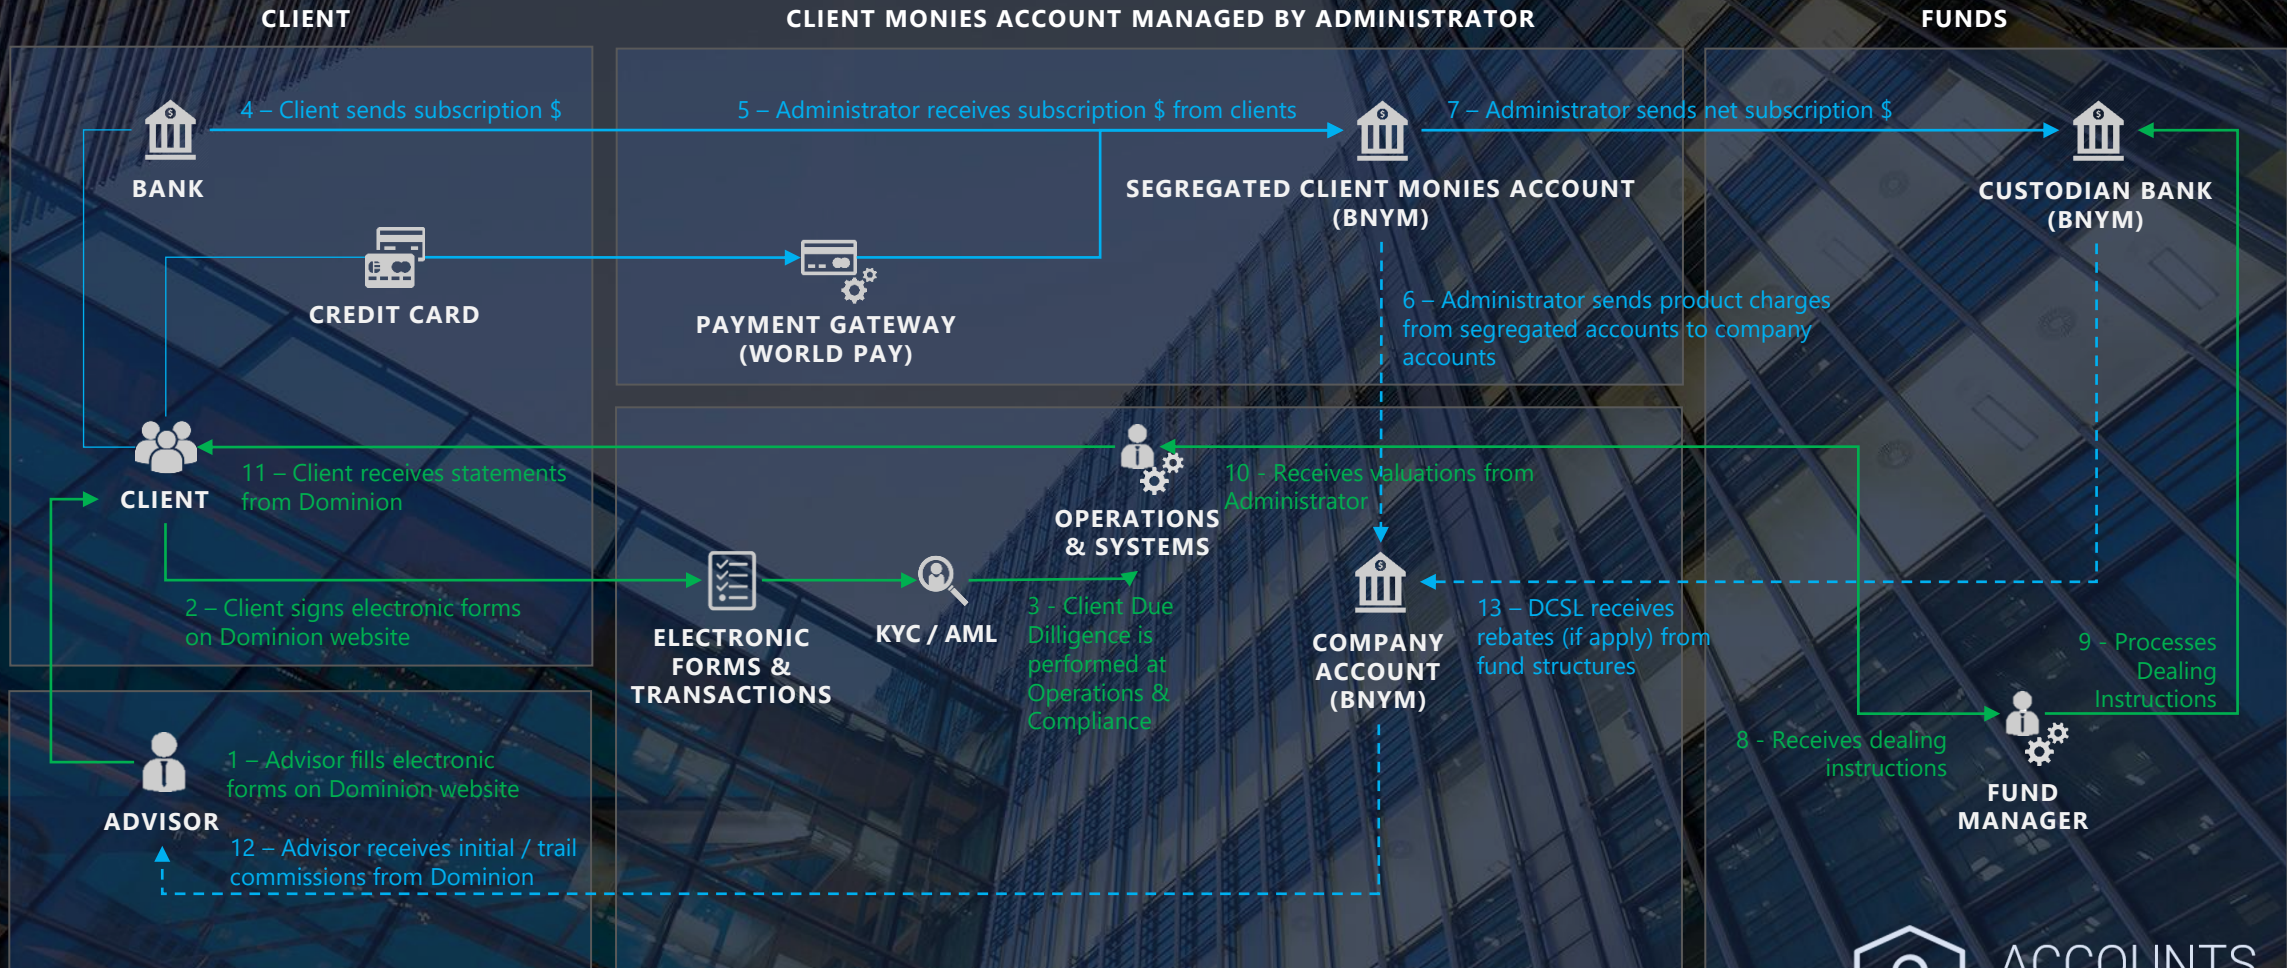 CLIENT
CLIENT MONIES ACCOUNT MANAGED BY ADMINISTRATOR
FUNDS
4 – Client sends subscription $
5 – Administrator receives subscription $ from clients
7 – Administrator sends net subscription $
BANK
SEGREGATED CLIENT MONIES ACCOUNT
(BNYM)
CUSTODIAN BANK
(BNYM)
CREDIT CARD
PAYMENT GATEWAY
(WORLD PAY)
6 – Administrator sends product charges
from segregated accounts to company
accounts
CLIENT
11 – Client receives statements
from Dominion
OPERATIONS
& SYSTEMS
10 - Receives valuations from
Administrator
2 – Client signs electronic forms
on Dominion website
ELECTRONIC
FORMS &
TRANSACTIONS
KYC / AML
3 - Client Due
Dilligence is
performed at
Operations &
Compliance
COMPANY
ACCOUNT
(BNYM)
13 – DCSL receives
rebates (if apply) from
fund structures
9 - Processes
Dealing
Instructions
8 - Receives dealing
instructions
FUND
MANAGER
1 – Advisor fills electronic
forms on Dominion website
ADVISOR
12 – Advisor receives initial / trail
commissions from Dominion
ACCOUNTS